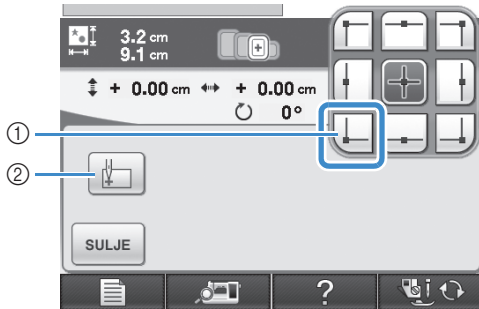 3.2 cm
9.1 cm
+ 0.00 cm + 0.00 cm
0°
①
②
SULJE
?